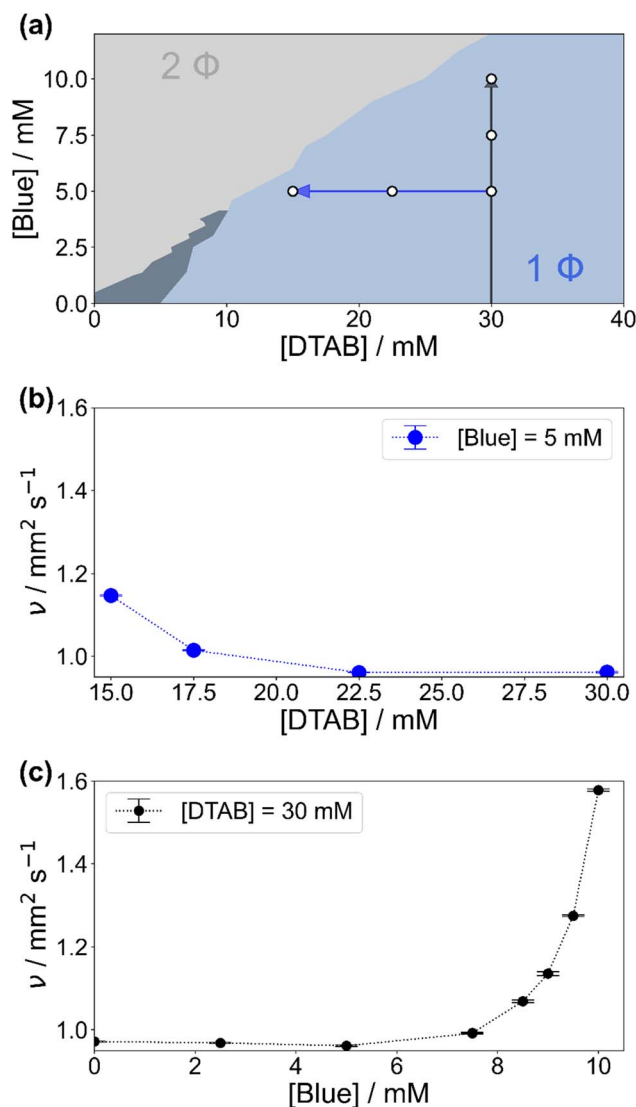 (a)
2 Φ
10.0
7.5
5.0
2.5
0.0
[Blue] / mM
1 Φ
0 10 20 30 40
[DTAB] / mM
(b)
1.6
1.4
1.2
1.0
ν / mm² s⁻¹
[Blue] = 5 mM
15.0 17.5 20.0 22.5 25.0 27.5 30.0
[DTAB] / mM
(c)
1.6
1.4
1.2
1.0
ν / mm² s⁻¹
[DTAB] = 30 mM
0 2 4 6 8 10
[Blue] / mM